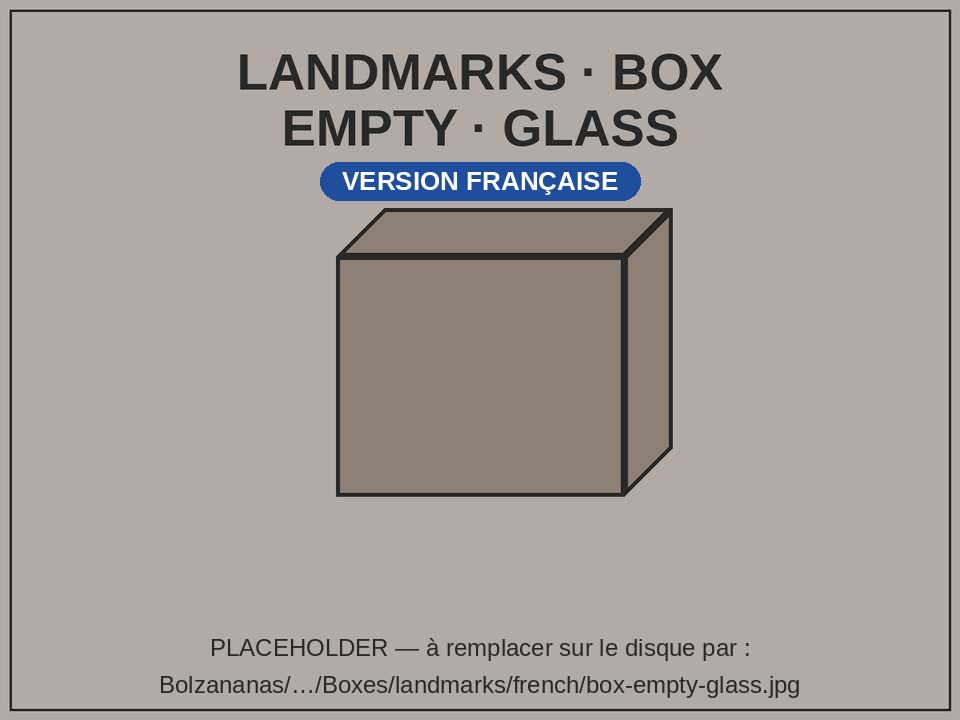 LANDMARKS · BOX
EMPTY · GLASS
VERSION FRANÇAISE
PLACEHOLDER — à remplacer sur le disque par :
Bolzananas/…/Boxes/landmarks/french/box-empty-glass.jpg